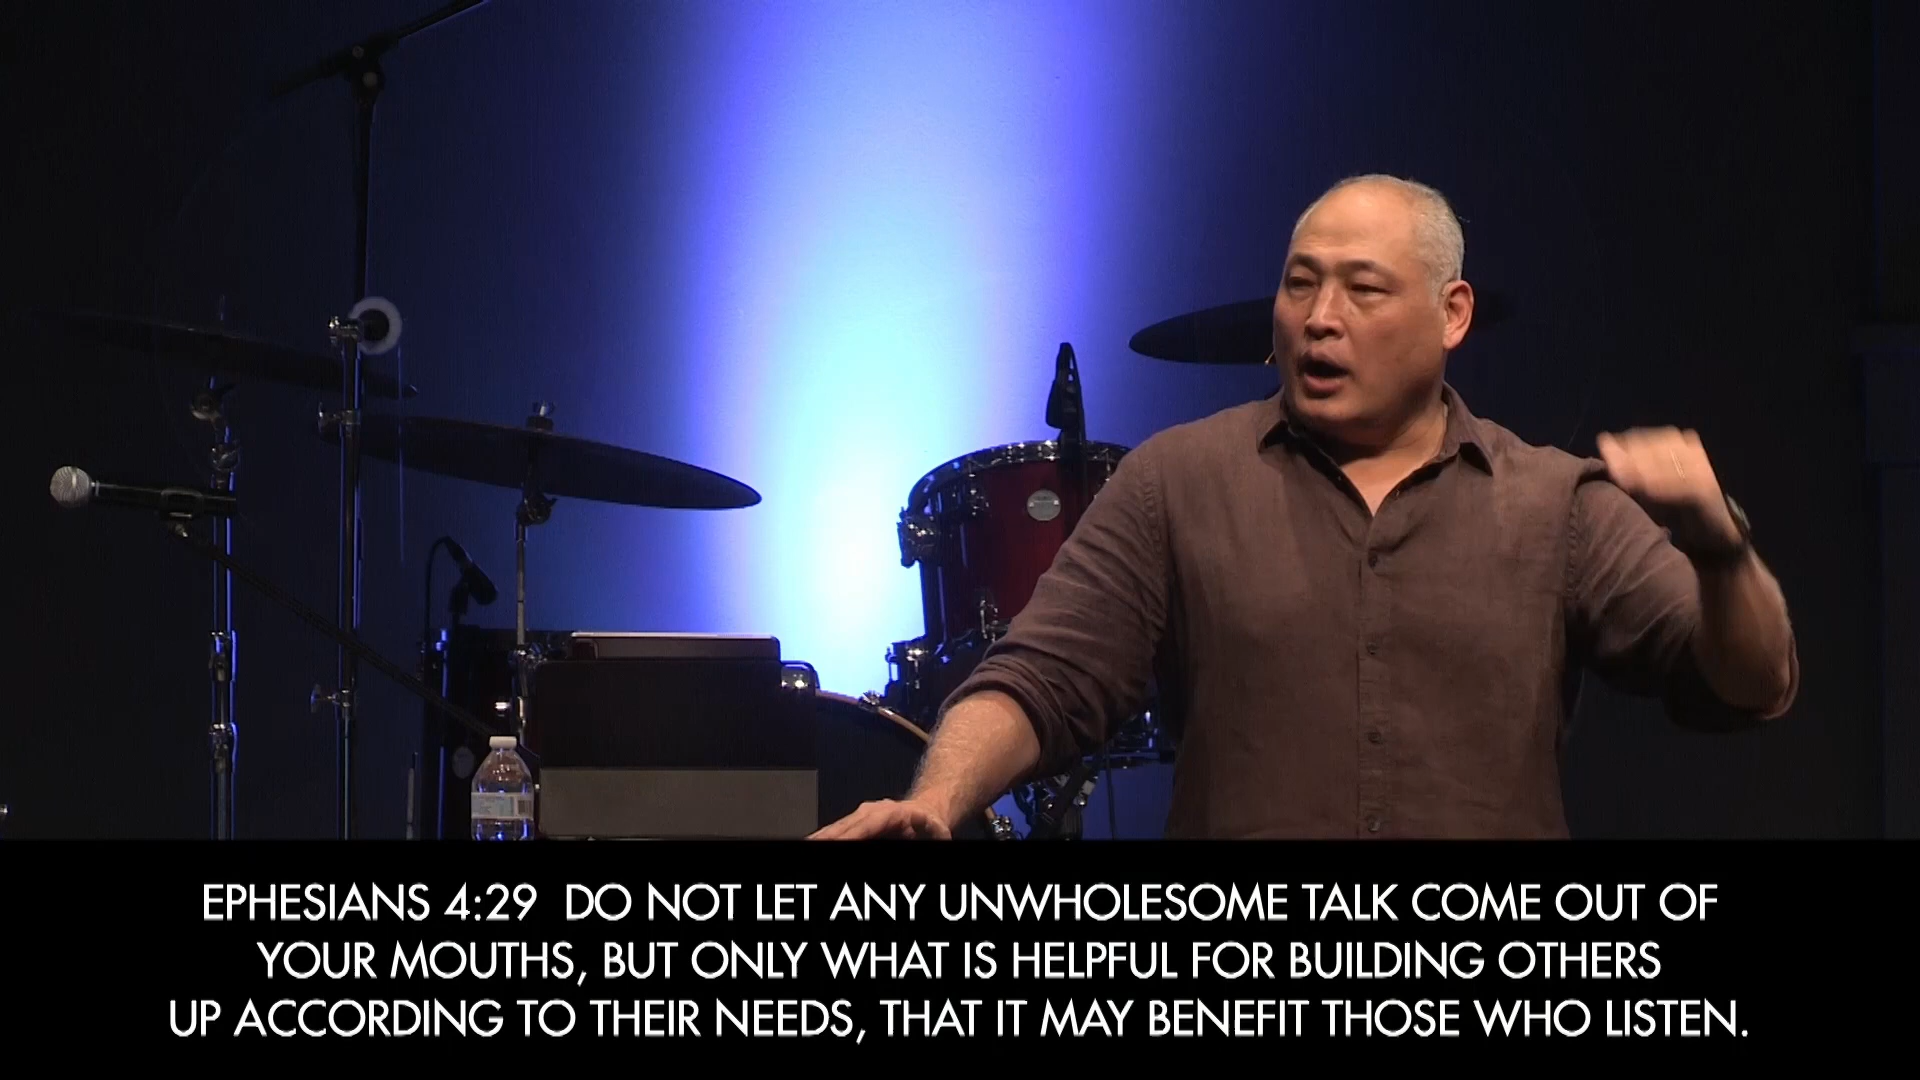 EPHESIANS 4:29  DO NOT LET ANY UNWHOLESOME TALK COME OUT OF
YOUR MOUTHS, BUT ONLY WHAT IS HELPFUL FOR BUILDING OTHERS
UP ACCORDING TO THEIR NEEDS, THAT IT MAY BENEFIT THOSE WHO LISTEN.